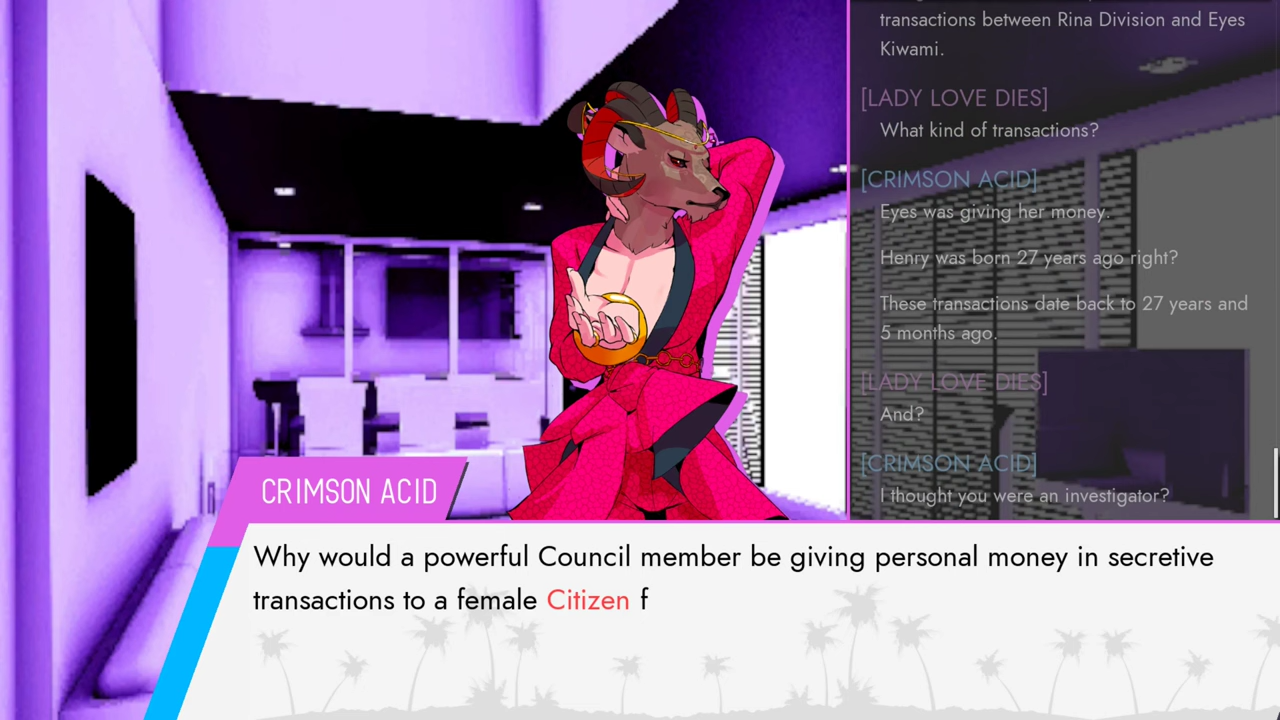 transactions between Rina Division and Eyes
Kiwami.
[LADY LOVE DIES]
What kind of transactions?
[CRIMSON ACID]
Eyes was giving her money.
Henry was born 27 years ago right?
These transactions date back to 27 years and
5 months ago.
[LADY LOVE DIES]
And?
[CRIMSON ACID]
I thought you were an investigator?
CRIMSON ACID
Why would a powerful Council member be giving personal money in secretive
transactions to a female Citizen f